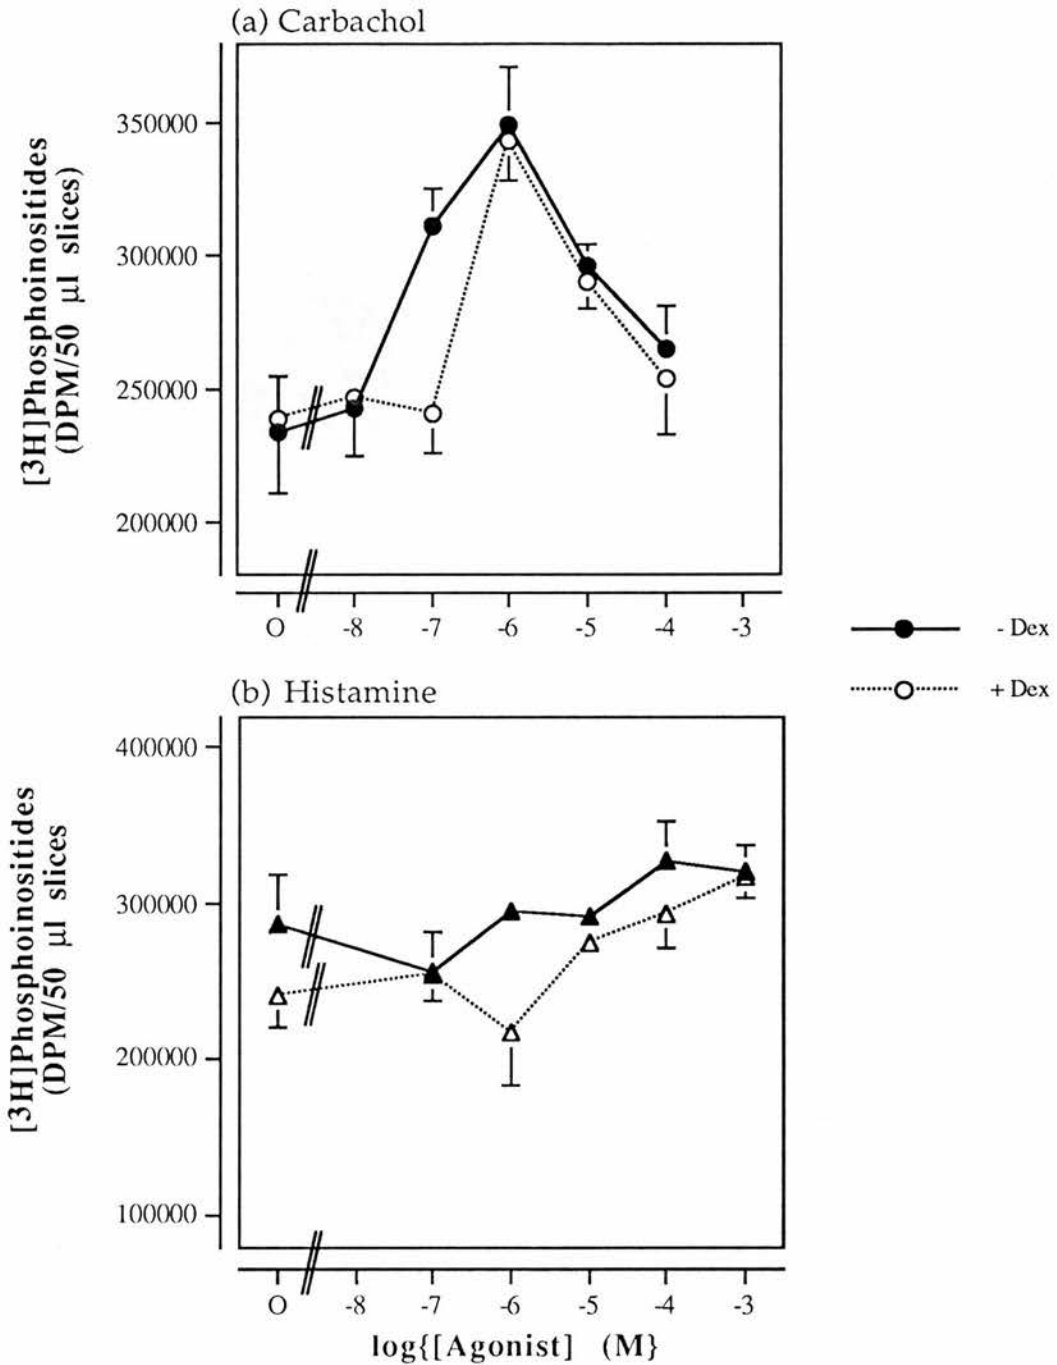 (a) Carbachol
[3H]Phosphoinositides
(DPM/50 µl slices)
350000
300000
250000
200000
O -8 -7 -6 -5 -4 -3
- Dex
+ Dex
(b) Histamine
[3H]Phosphoinositides
(DPM/50 µl slices
400000
300000
200000
100000
O -8 -7 -6 -5 -4 -3
log{[Agonist] (M}